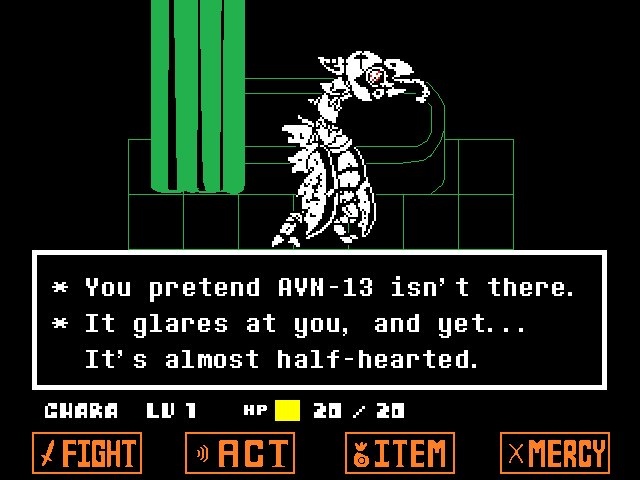 * You pretend AVN-13 isn't there.
* It glares at you, and yet...
It's almost half-hearted.
CHARA LV 1 HP 20 / 20
FIGHT ACT ITEM MERCY